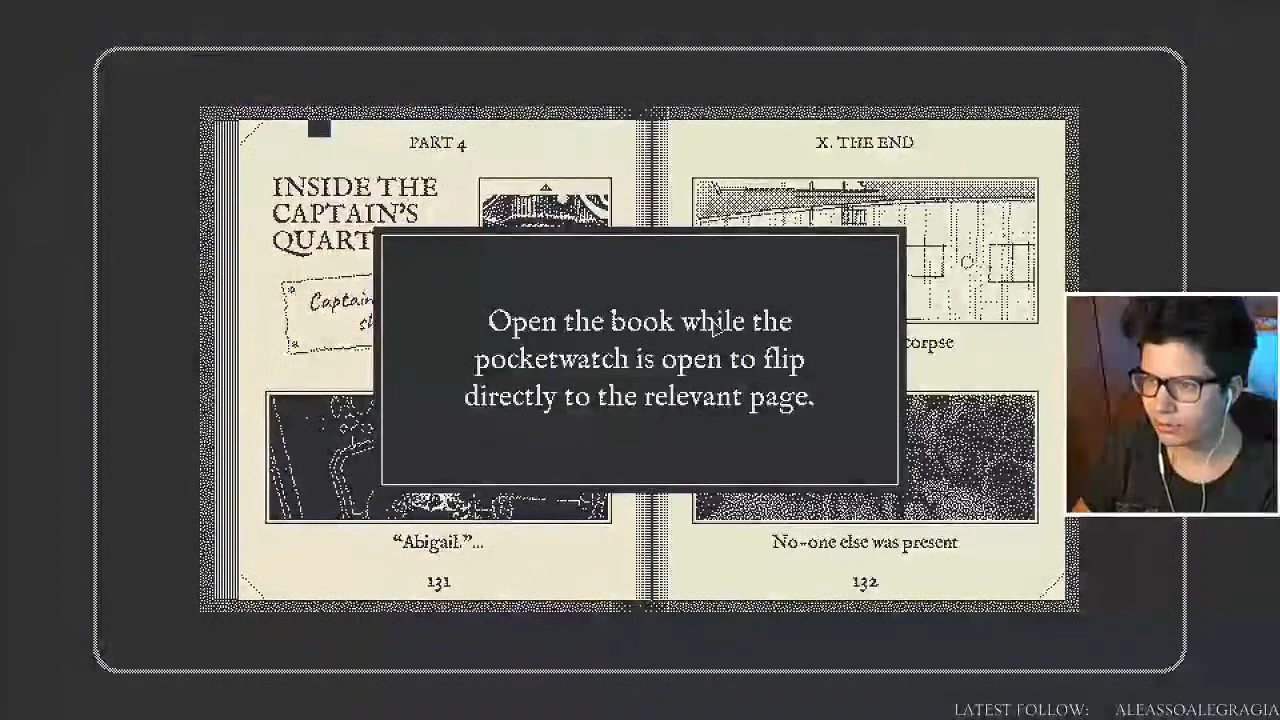 PART 4
INSIDE THE
CAPTAIN'S
Captain
"Abigail."...
131
X. THE END
corpse
No-one else was present
132
Open the book while the
pocketwatch is open to flip
directly to the relevant page.
LATEST FOLLOW: ALEASSOALEGRAGIA